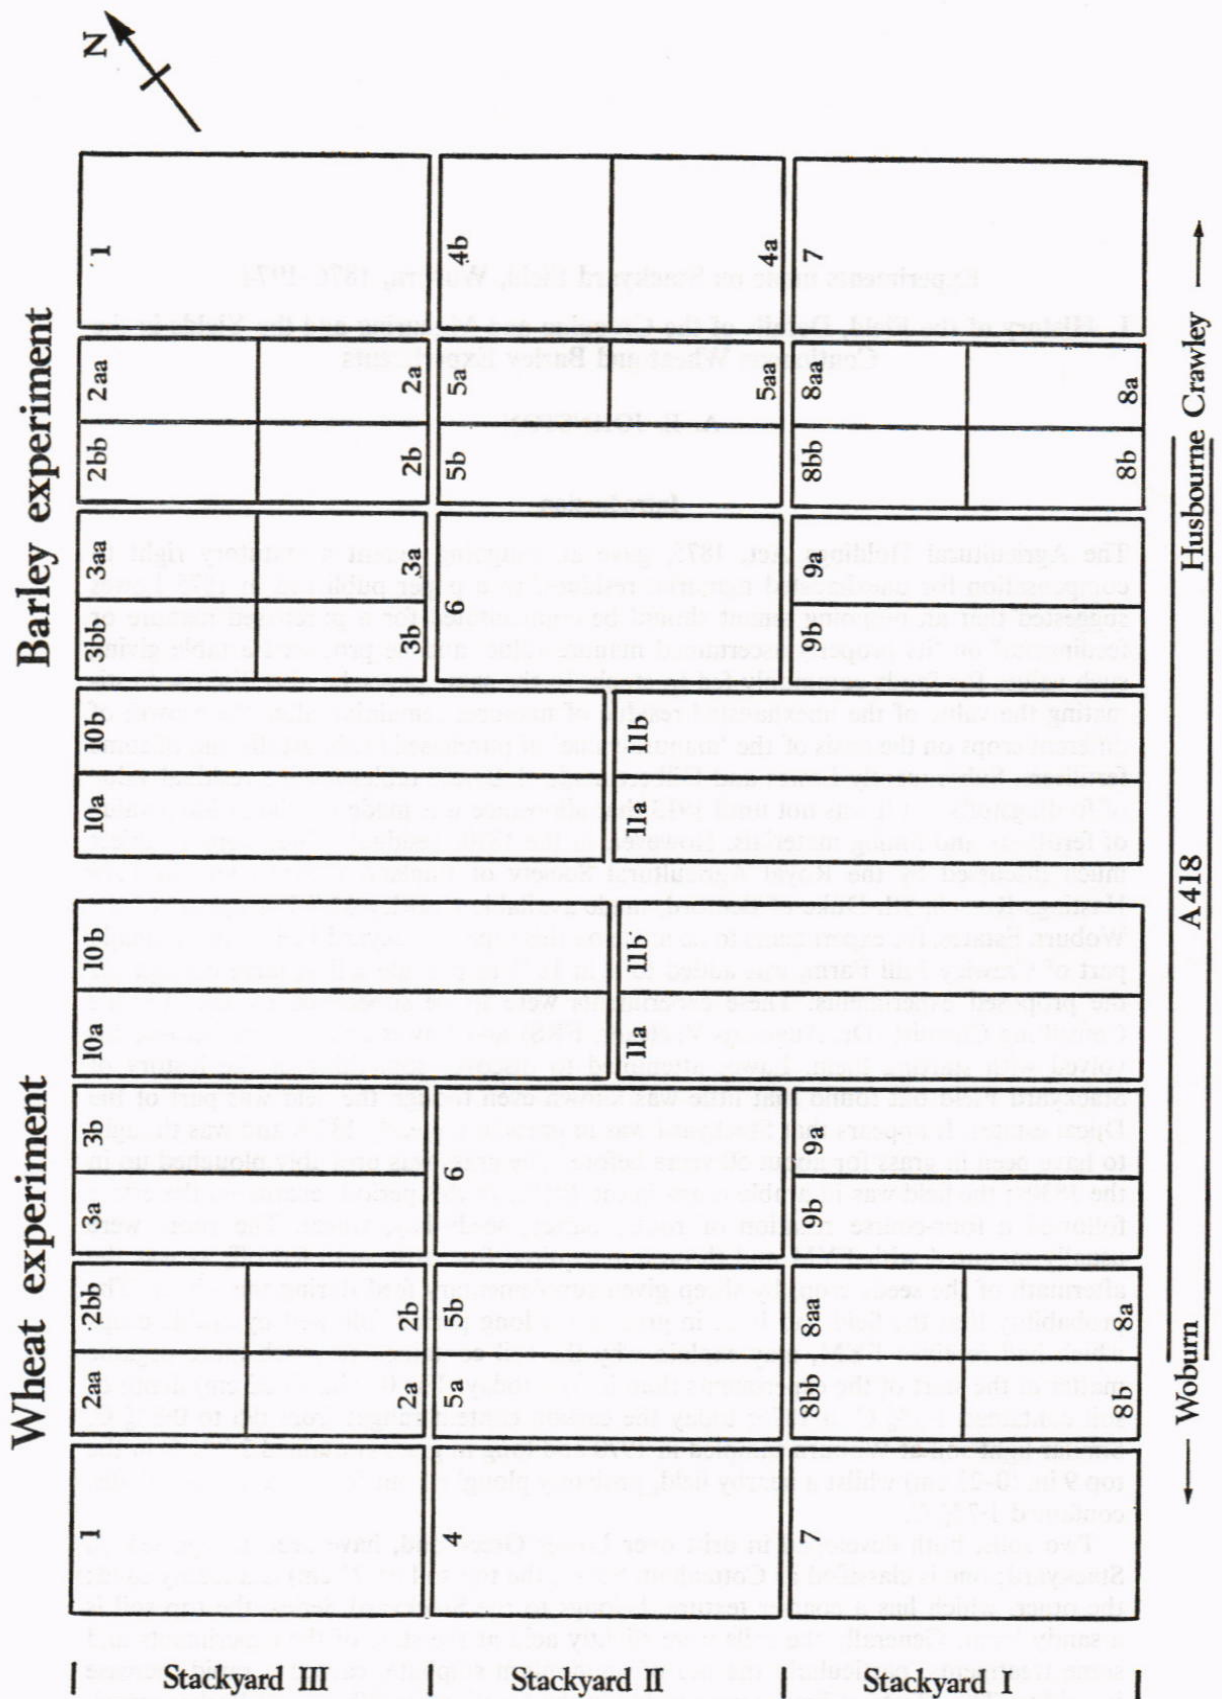 Wheat experiment
Barley experiment
N
Stackyard III
1 2aa 2bb 3a 3b 10a 10b 10a 10b 3bb 3aa 2bb 2aa 1
2a 2b 3b 3a 2b 2a
Stackyard II
4 5a 5b 6 6 5b 5a 4b
11a 11b 11a 11b
5aa 4a
Stackyard I
7 8bb 8aa 9b 9a 9b 9a 8bb 8aa 7
8b 8a 8b 8a
Woburn A418 Husbourne Crawley